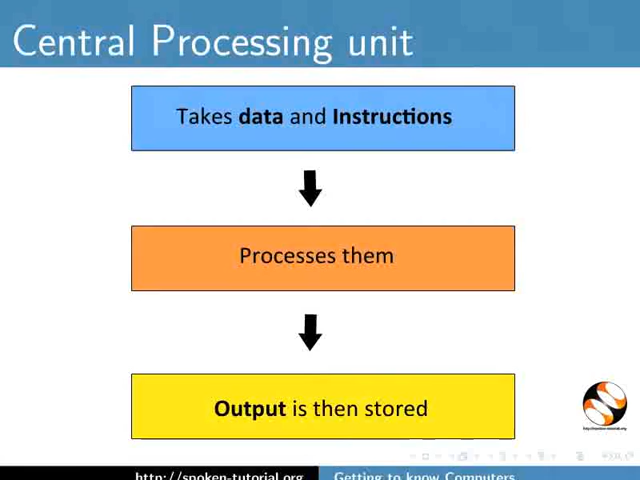 Central Processing unit
Takes data and Instructions
Processes them
Output is then stored
http://spoken-tutorial.org
Getting to know Computers